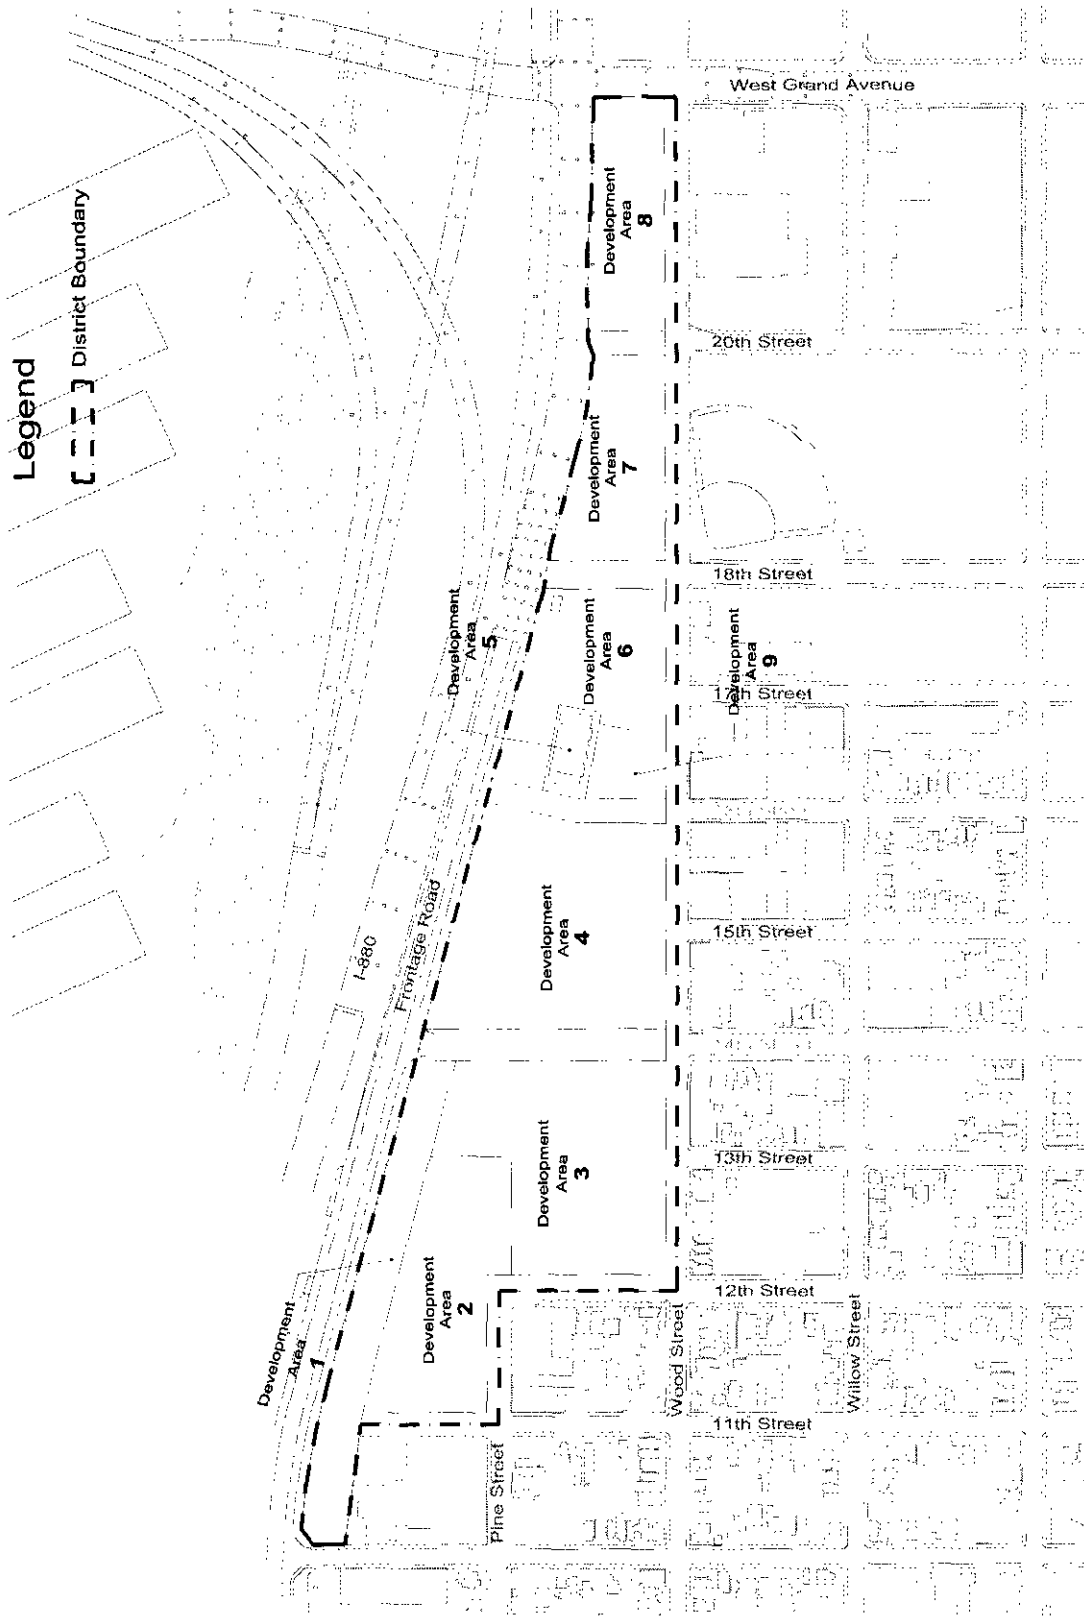 West Grand Avenue
Legend
District Boundary
Development
Area
8
20th Street
Development
Area
7
18th Street
Development
Area
5
Development
Area
6
Development
Area
9
17th Street
Development
Area
4
15th Street
I-880
Frontage Road
Development
Area
3
13th Street
Development
Area
2
12th Street
Development
Area
1
Wood Street
Willow Street
11th Street
Pine Street